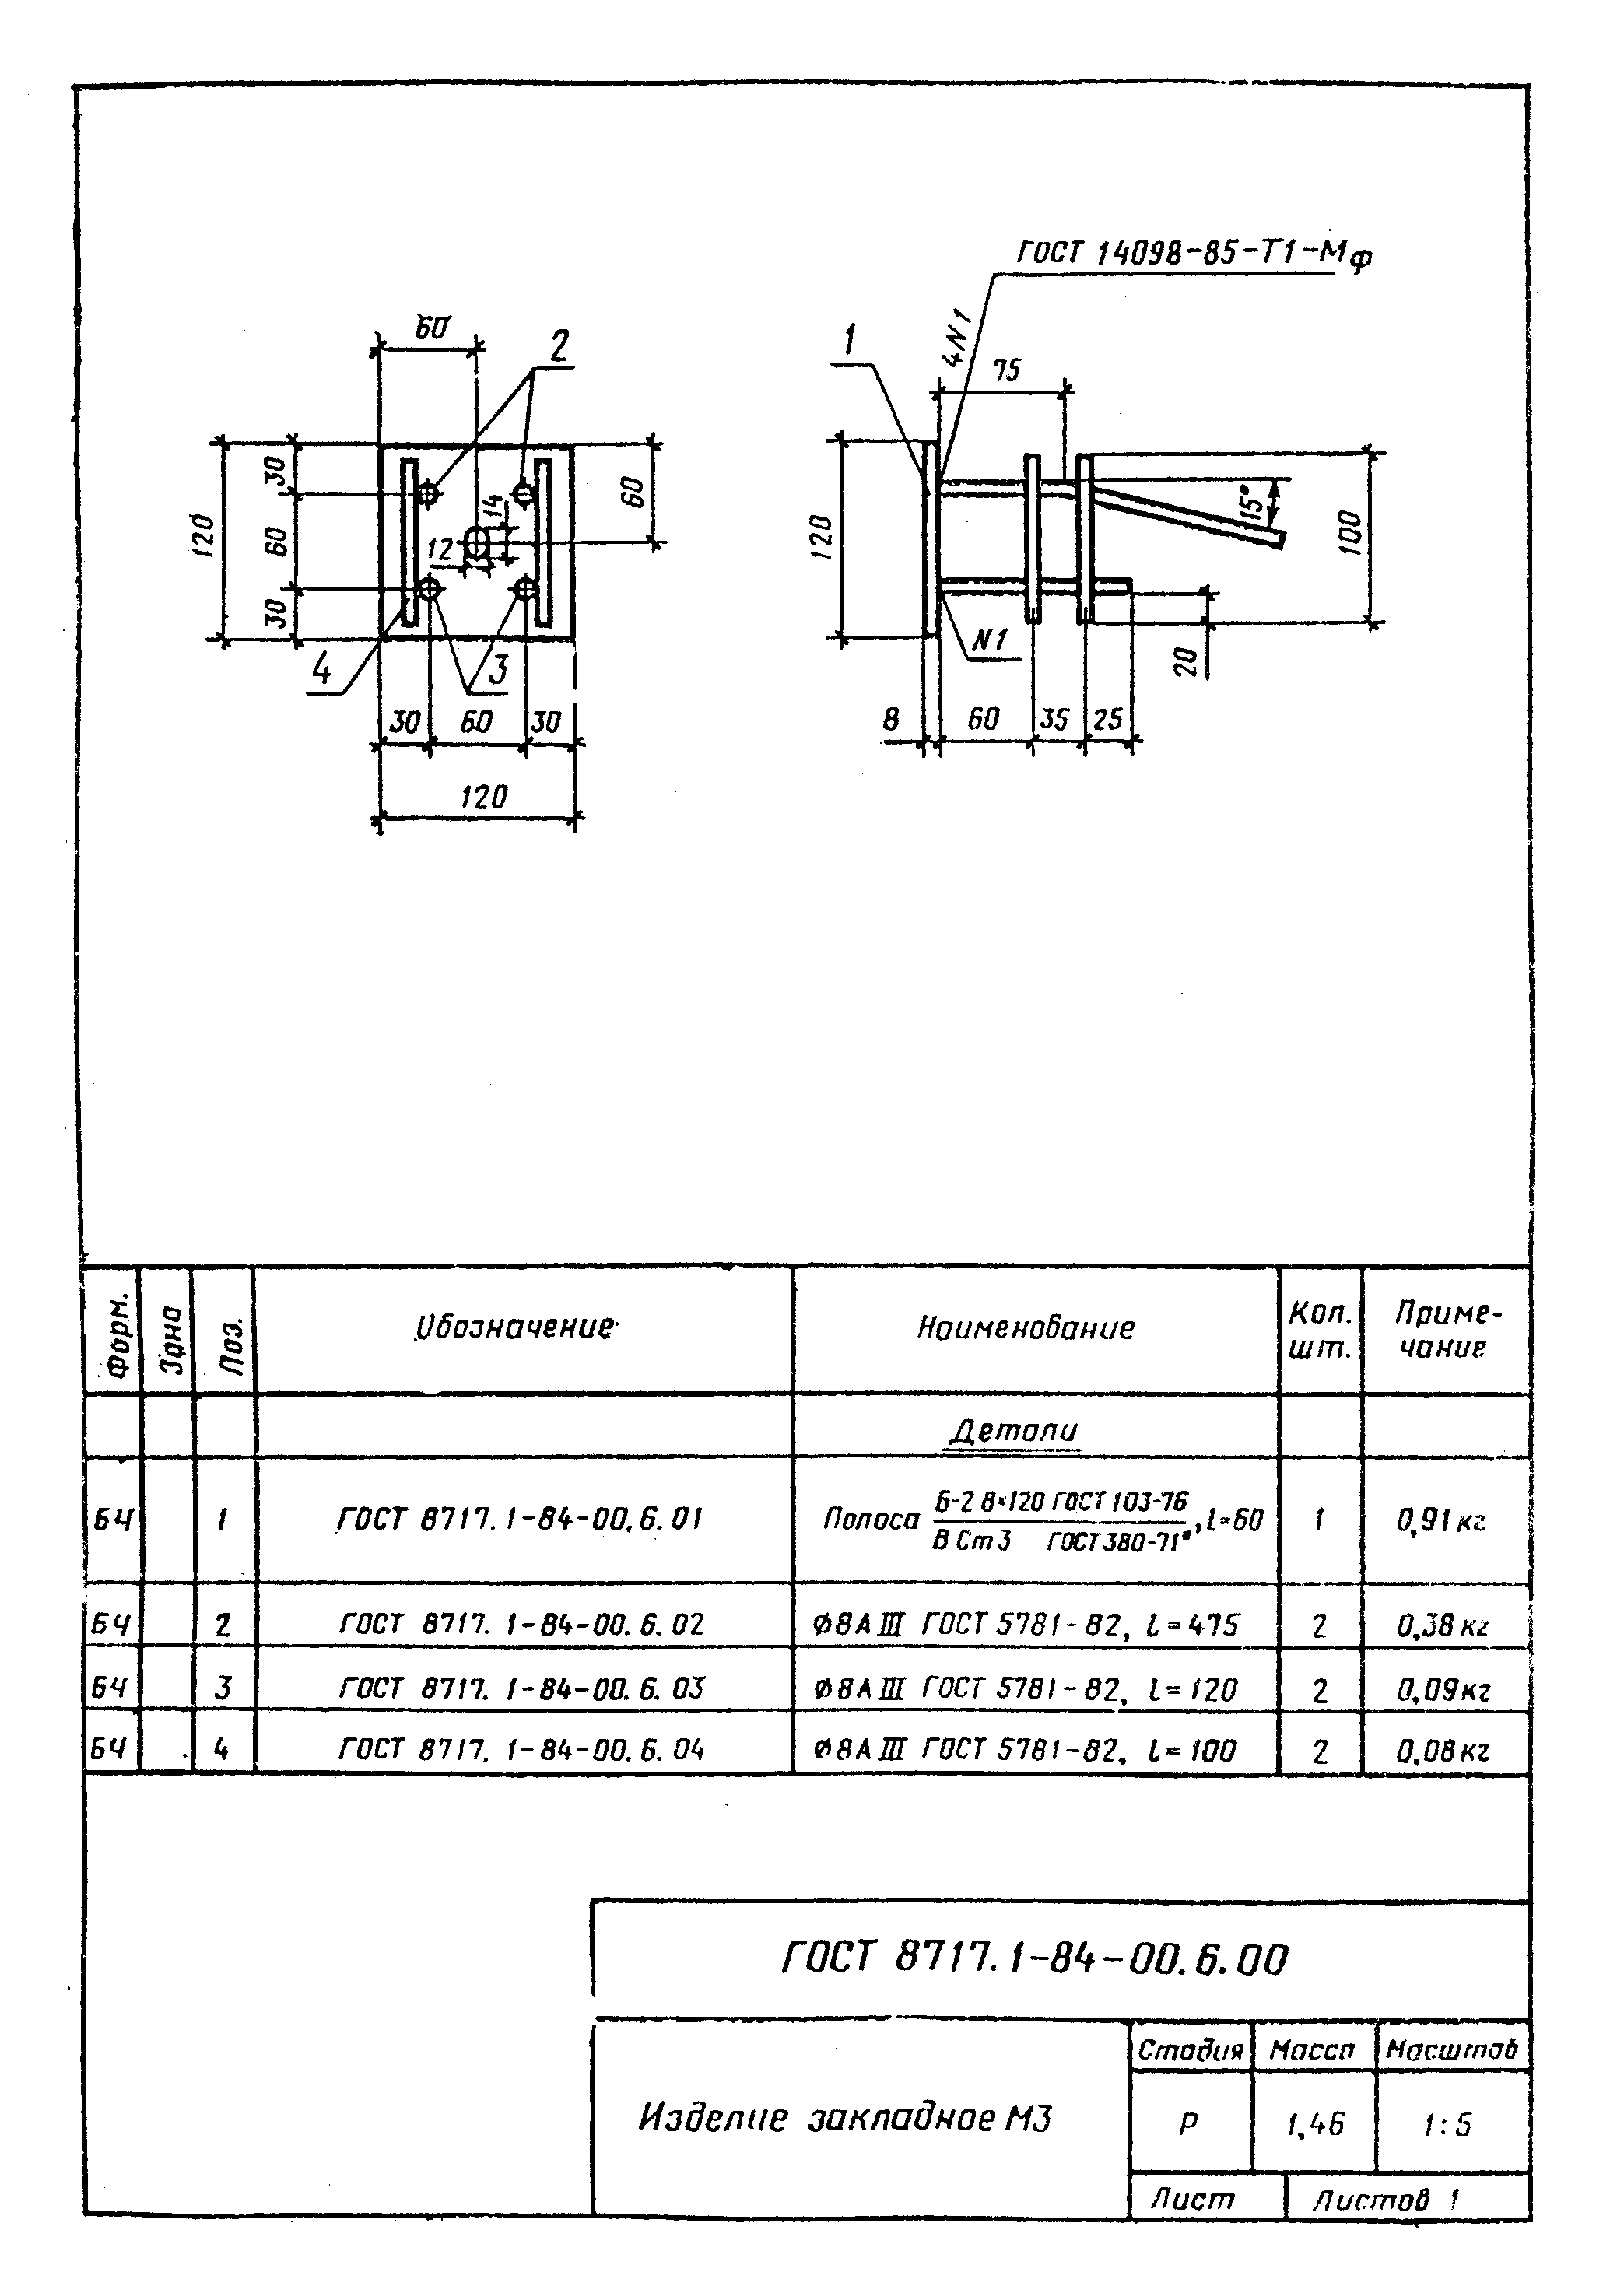 ГОСТ 14098-85-Т1-Мф
60
2
1
4N1
75
30
60
30
120
14
12
60
120
15°
100
4
3
N1
20
30 60 30
8 60 35 25
120
Форм. Зона Поз. Обозначение Наименование Кол. шт. Приме-чание
Детали
БЧ 1 ГОСТ 8717.1-84-00.6.01 Полоса Б-2 8×120 ГОСТ 103-76 / В Ст3 ГОСТ 380-71*, l=60 1 0,91 кг
БЧ 2 ГОСТ 8717.1-84-00.6.02 Ø8АIII ГОСТ 5781-82, l=475 2 0,38 кг
БЧ 3 ГОСТ 8717.1-84-00.6.03 Ø8АIII ГОСТ 5781-82, l=120 2 0,09 кг
БЧ 4 ГОСТ 8717.1-84-00.6.04 Ø8АIII ГОСТ 5781-82, l=100 2 0,08 кг
ГОСТ 8717.1-84-00.6.00
Изделие закладное М3
Стадия Масса Масштаб
Р 1,46 1:5
Лист Листов 1